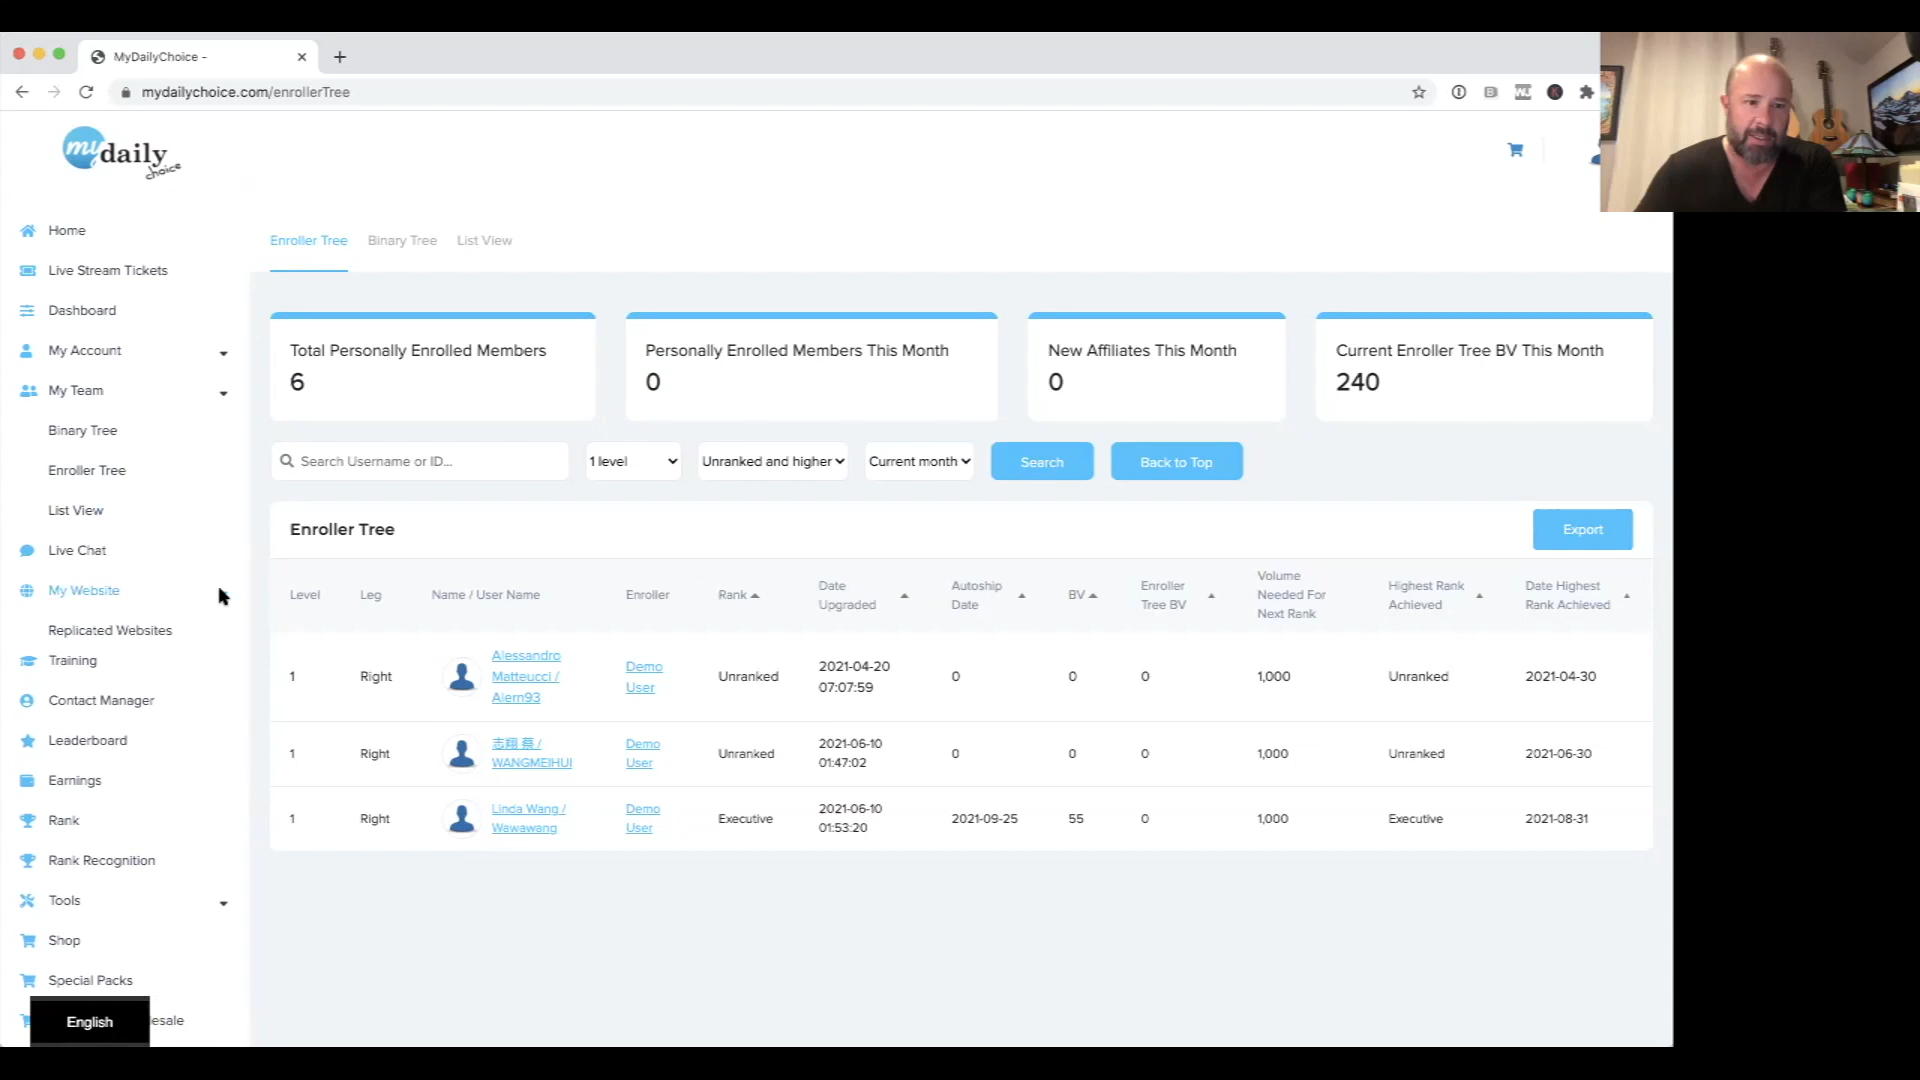 MyDailyChoice -
mydailychoice.com/enrollerTree
my daily choice
Home
Live Stream Tickets
Dashboard
My Account
My Team
Binary Tree
Enroller Tree
List View
Live Chat
My Website
Replicated Websites
Training
Contact Manager
Leaderboard
Earnings
Rank
Rank Recognition
Tools
Shop
Special Packs
English
esale
Enroller Tree Binary Tree List View
Total Personally Enrolled Members
6
Personally Enrolled Members This Month
0
New Affiliates This Month
0
Current Enroller Tree BV This Month
240
Search Username or ID... 1 level Unranked and higher Current month Search Back to Top
Enroller Tree Export
Level Leg Name / User Name Enroller Rank Date Upgraded Autoship Date BV Enroller Tree BV Volume Needed For Next Rank Highest Rank Achieved Date Highest Rank Achieved
1 Right Alessandro Matteucci / Alern93 Demo User Unranked 2021-04-20 07:07:59 0 0 0 1,000 Unranked 2021-04-30
1 Right 志翔 蔡 / WANGMEIHUI Demo User Unranked 2021-06-10 01:47:02 0 0 0 1,000 Unranked 2021-06-30
1 Right Linda Wang / Wawawang Demo User Executive 2021-06-10 01:53:20 2021-09-25 55 0 1,000 Executive 2021-08-31